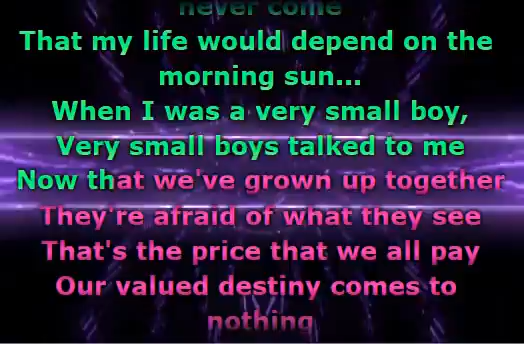 never come
That my life would depend on the
morning sun...
When I was a very small boy,
Very small boys talked to me
Now that we've grown up together
They're afraid of what they see
That's the price that we all pay
Our valued destiny comes to
nothing